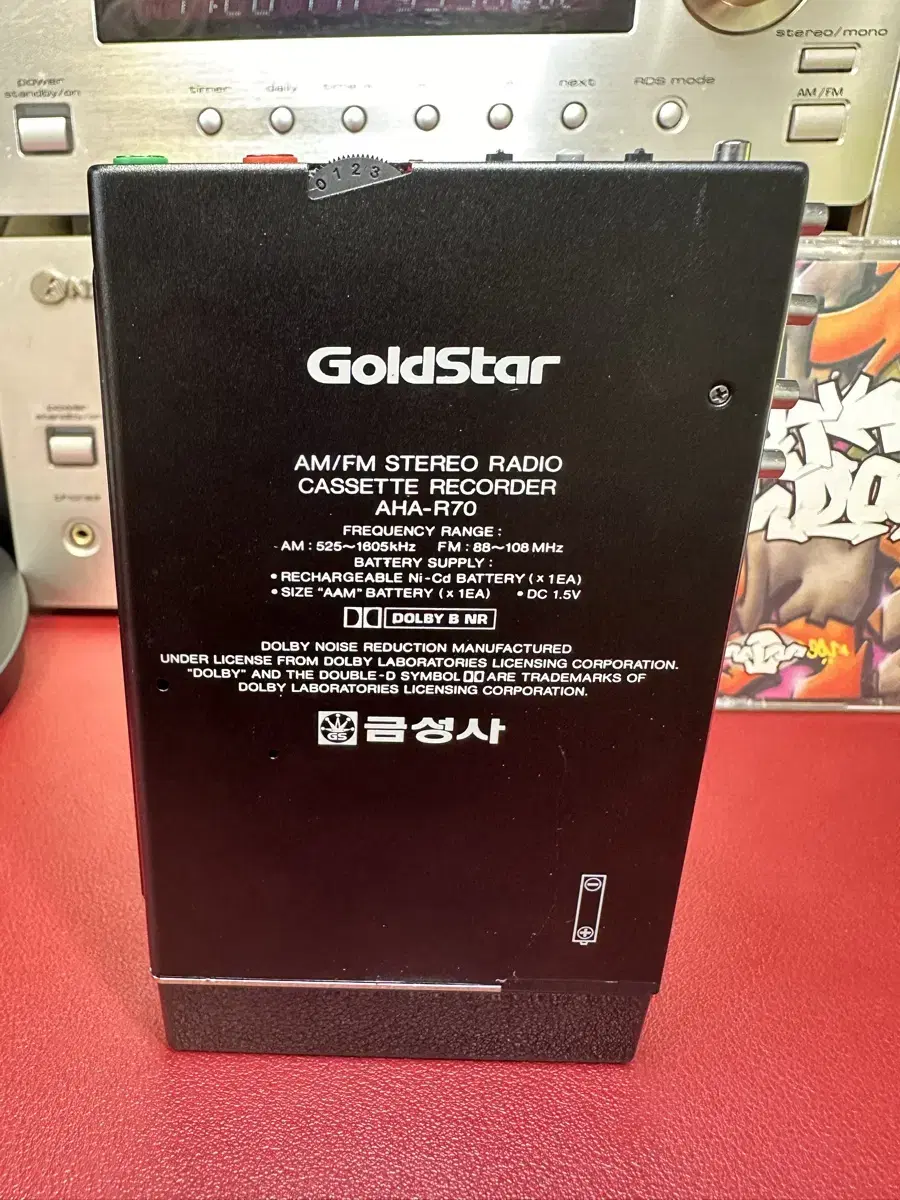 stereo/mono
power
standby/on
timer
daily
next
RDS mode
AM/FM
0 1 2 3
power
standby/on
phones
GoldStar
AM/FM STEREO RADIO
CASSETTE RECORDER
AHA-R70
FREQUENCY RANGE :
AM : 525~1605kHz FM : 88~108 MHz
BATTERY SUPPLY :
• RECHARGEABLE Ni-Cd BATTERY (x 1EA)
• SIZE "AAM" BATTERY (x 1EA) • DC 1.5V
DOLBY B NR
DOLBY NOISE REDUCTION MANUFACTURED
UNDER LICENSE FROM DOLBY LABORATORIES LICENSING CORPORATION.
"DOLBY" AND THE DOUBLE-D SYMBOL ARE TRADEMARKS OF
DOLBY LABORATORIES LICENSING CORPORATION.
GS 금성사